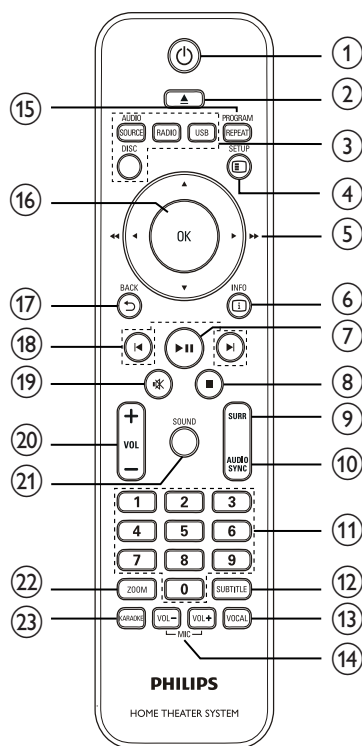 1
2
15
AUDIO
SOURCE RADIO USB
PROGRAM
REPEAT
3
DISC
SETUP
4
16
OK
5
17
BACK
INFO
6
7
18
19
8
20
+
VOL
−
SOUND
21
SURR
9
AUDIO
SYNC
10
1 2 3
4 5 6
7 8 9
11
22
ZOOM
0
SUBTITLE
12
23
KARAOKE
VOL−
VOL+
VOCAL
13
MIC
14
PHILIPS
HOME THEATER SYSTEM